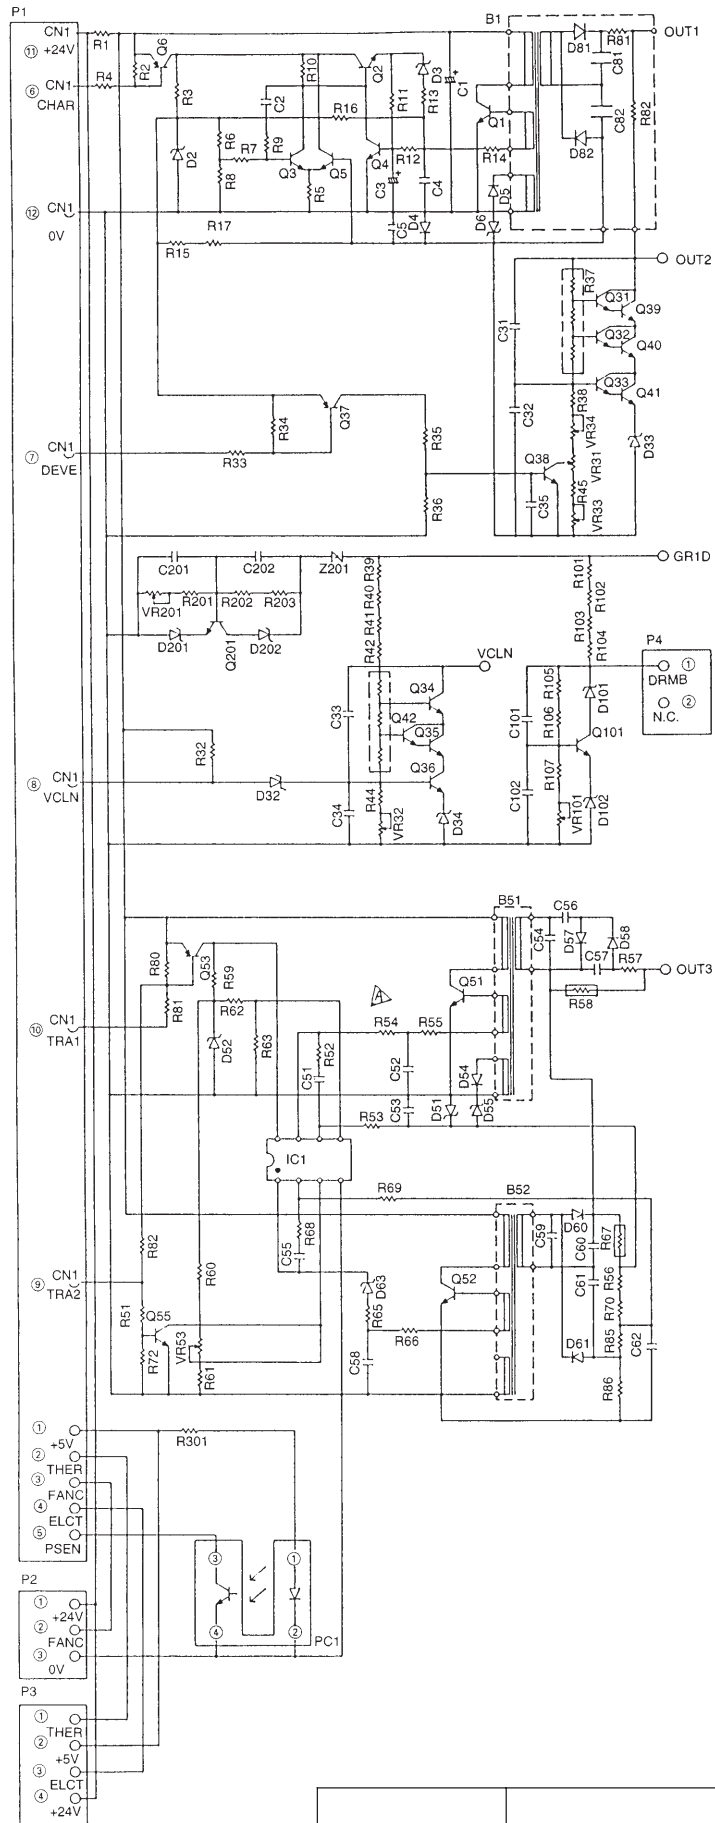 P1
CN1
⑪ +24V
R1
R2
Q6
CN1
⑥
R4
CHAR
R3
D2
R6
R7
R8
C2
R9
R10
Q3
R5
Q5
R16
Q2
Q4
R11
D3
R13
R12
C3
+
C4
C5
D4
D3
C1
+
Q1
R14
D5
D6
B1
D81
R81
OUT1
C81
C82
R82
D82
CN1
⑫
0V
R17
R15
OUT2
R37
Q31
Q39
C31
Q32
Q40
Q33
Q41
C32
R38
VR34
D33
Q38
VR31
R45
C35
VR33
CN1
⑦
DEVE
R34
Q37
R33
R35
R36
C201
C202
Z201
GR1D
VR201
R201
R202
R203
D201
Q201
D202
R39
R40
R41
R42
VCLN
R101
R102
R103
R104
P4
①
DRMB
②
N.C.
Q34
C33
Q42
Q35
Q36
D101
R105
C101
R106
Q101
R107
C102
VR101
D102
R32
CN1
⑧
VCLN
D32
C34
R44
VR32
D34
B51
C56
C54
D57
D58
C57
R57
OUT3
R58
R80
Q53
R59
R81
R62
CN1
⑩
TRA1
D52
R63
Q51
A
R54
R55
C51
R52
C52
D54
C53
D51
D55
R53
IC1
R69
B52
R82
R68
C55
C59
D60
C60
R67
CN1
⑨
TRA2
R60
D63
Q52
C61
R56
R51
Q55
R65
R70
R72
VR53
R66
D61
R85
C62
R61
C58
R86
①
+5V
②
THER
③
FANC
④
ELCT
⑤
PSEN
R301
③
①
④
②
PC1
P2
①
+24V
②
FANC
③
0V
P3
①
THER
②
+5V
③
ELCT
④
+24V